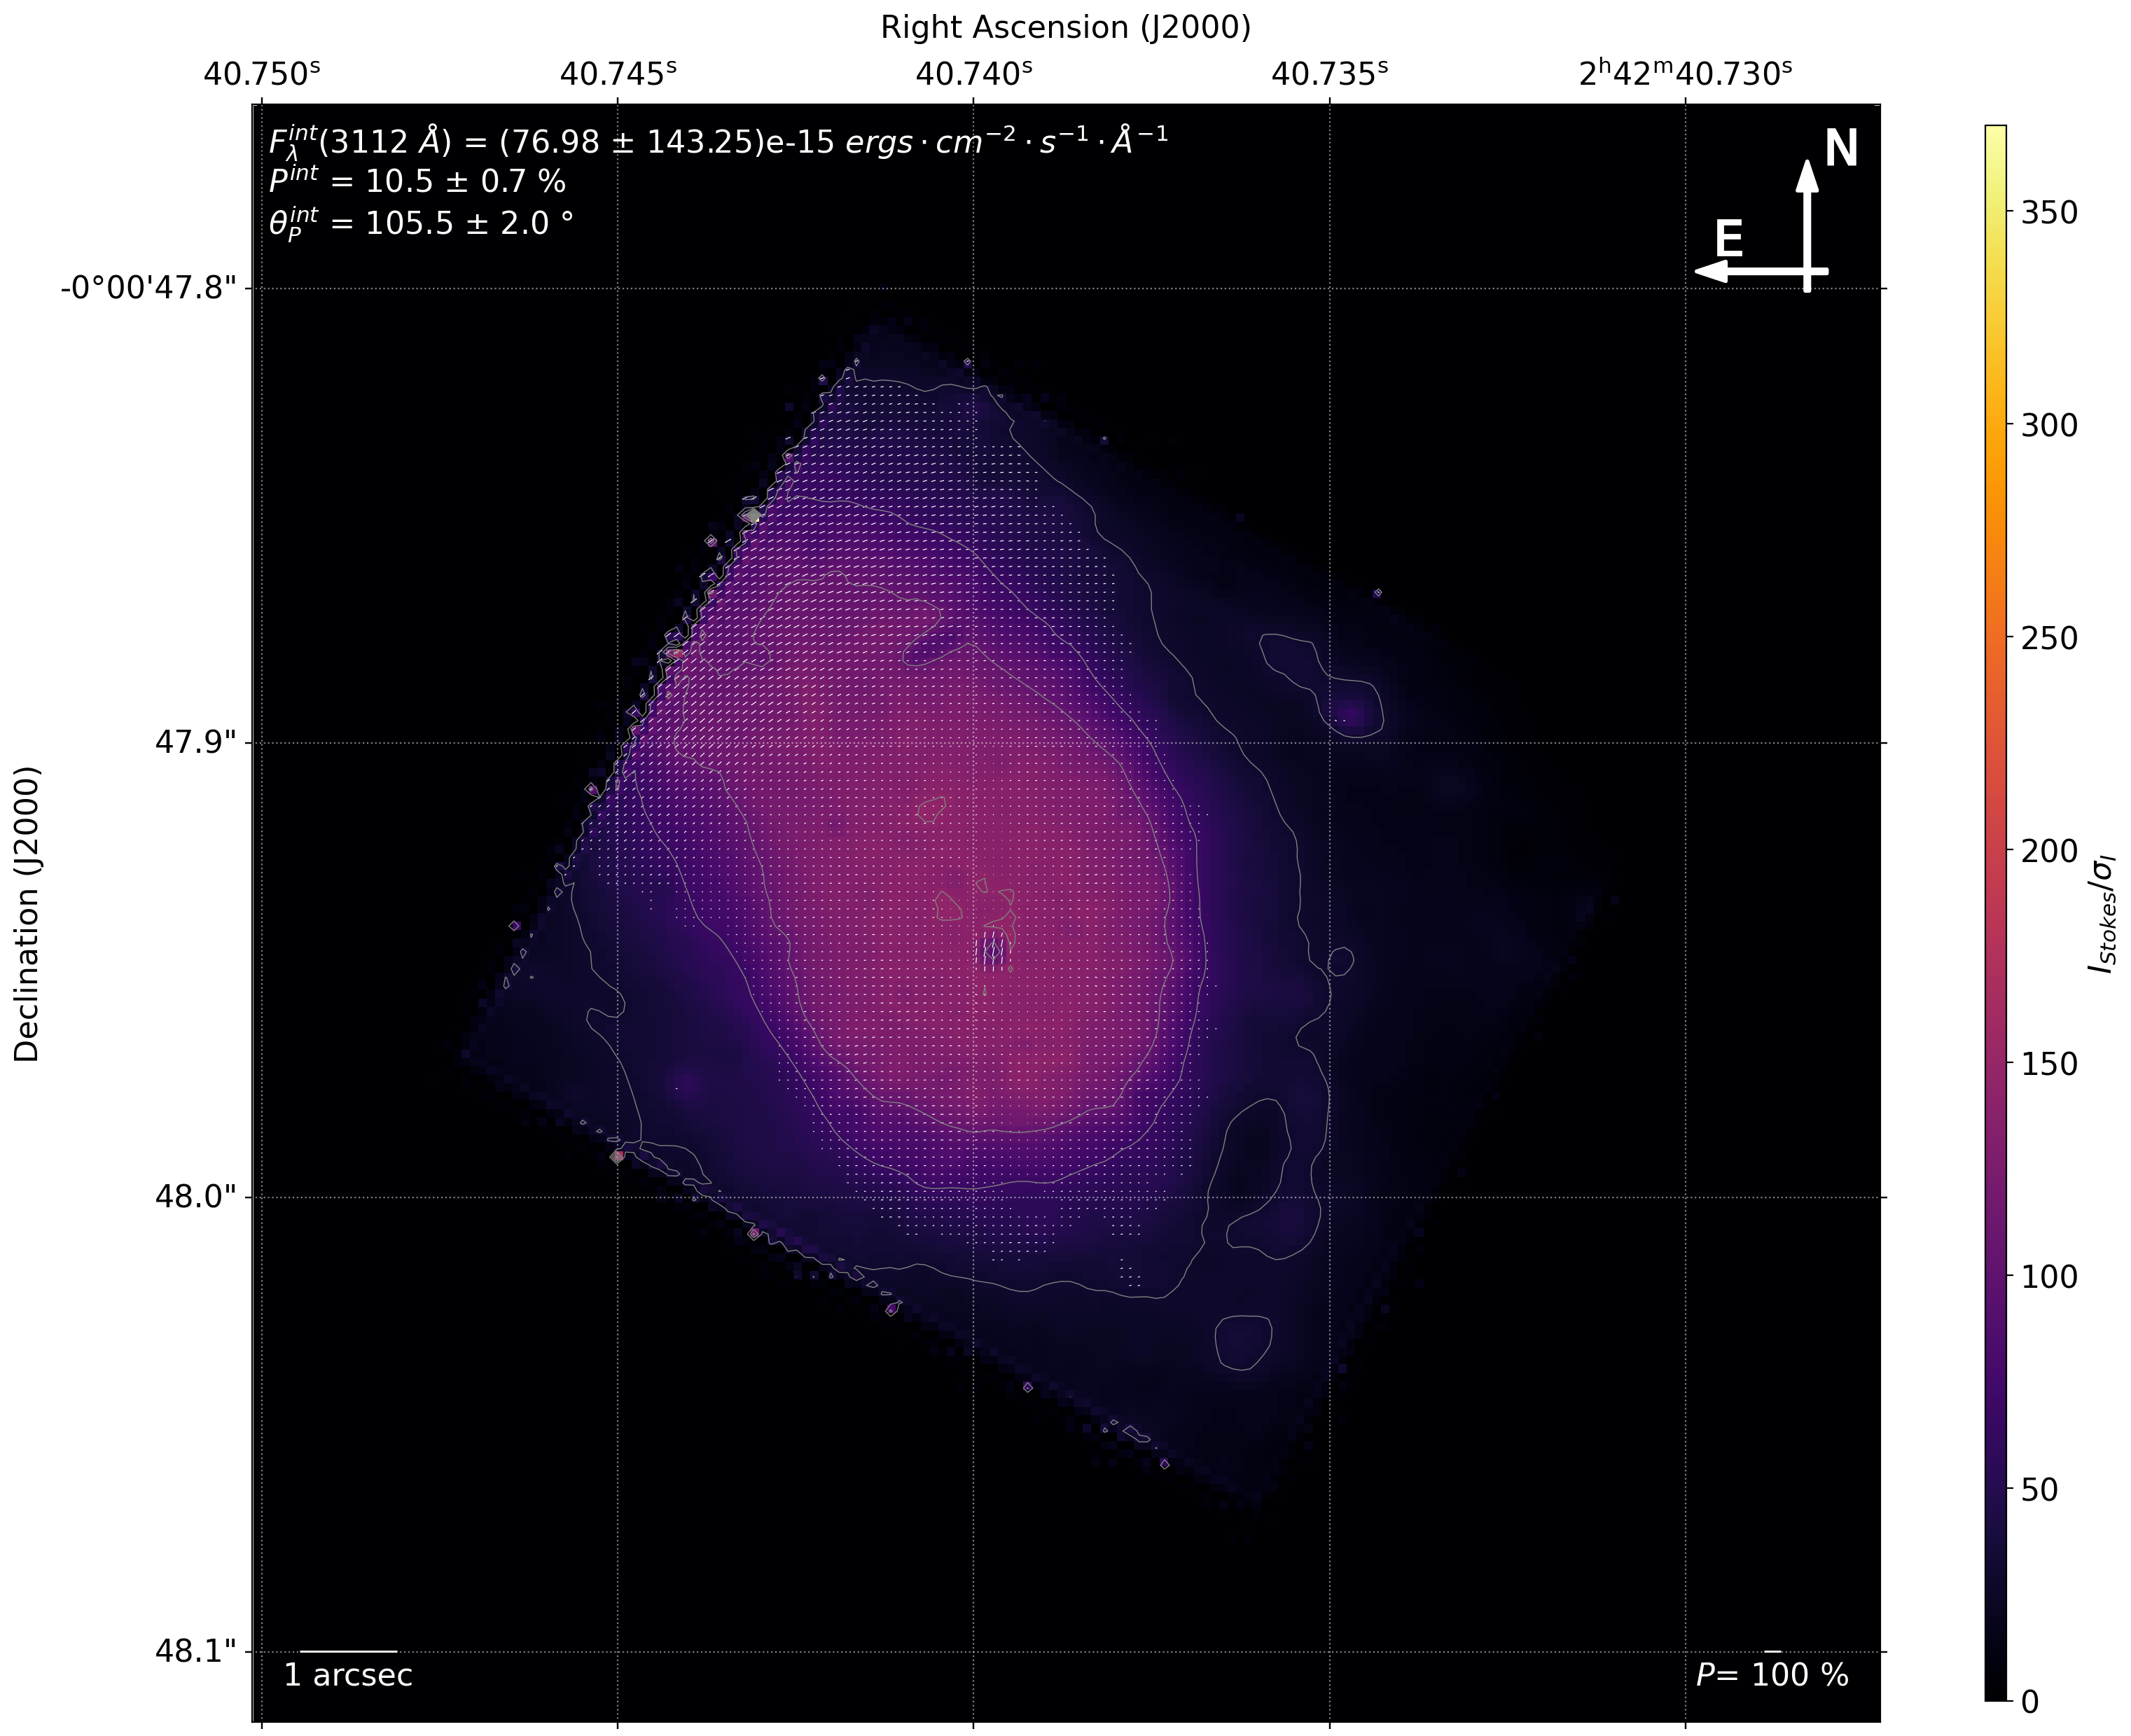 Right Ascension (J2000)
40.750ˢ 40.745ˢ 40.740ˢ 40.735ˢ 2ʰ42ᵐ40.730ˢ
F_λ^int(3112 Å) = (76.98 ± 143.25)e-15 ergs · cm⁻² · s⁻¹ · Å⁻¹
P^int = 10.5 ± 0.7 %
θ_P^int = 105.5 ± 2.0 °
N
E
-0°00'47.8"
47.9"
48.0"
48.1"
Declination (J2000)
1 arcsec
P= 100 %
350
300
250
200
150
100
50
0
I_Stokes/σ_I